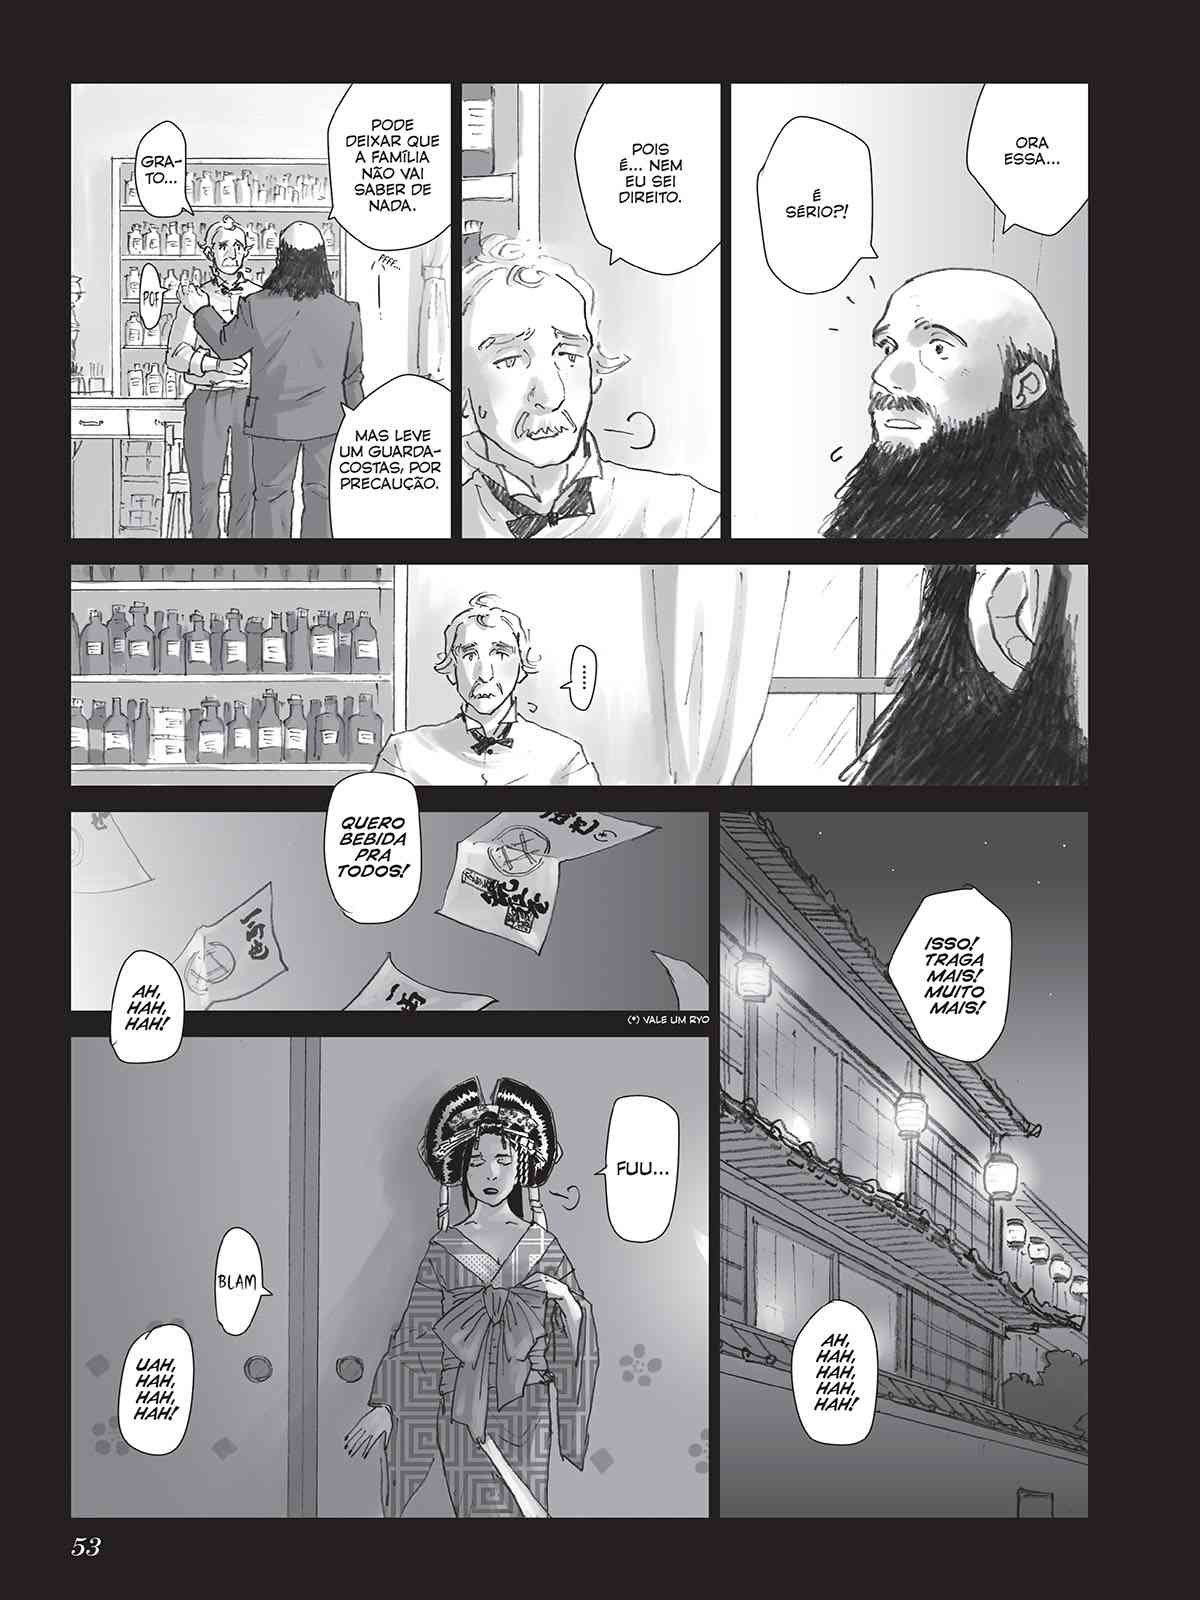 ORA
ESSA...
É
SÉRIO?!
POIS
É... NEM
EU SEI
DIREITO.
PODE
DEIXAR QUE
A FAMÍLIA
NÃO VAI
SABER DE
NADA.
GRA-
TO...
PFFF...
POF
MAS LEVE
UM GUARDA-
COSTAS, POR
PRECAUÇÃO.
......
ISSO!
TRAGA
MAIS!
MUITO
MAIS!
AH,
HAH,
HAH,
HAH,
HAH!
QUERO
BEBIDA
PRA
TODOS!
AH,
HAH,
HAH!
(*) VALE UM RYO
FUU...
BLAM
UAH,
HAH,
HAH,
HAH!
53